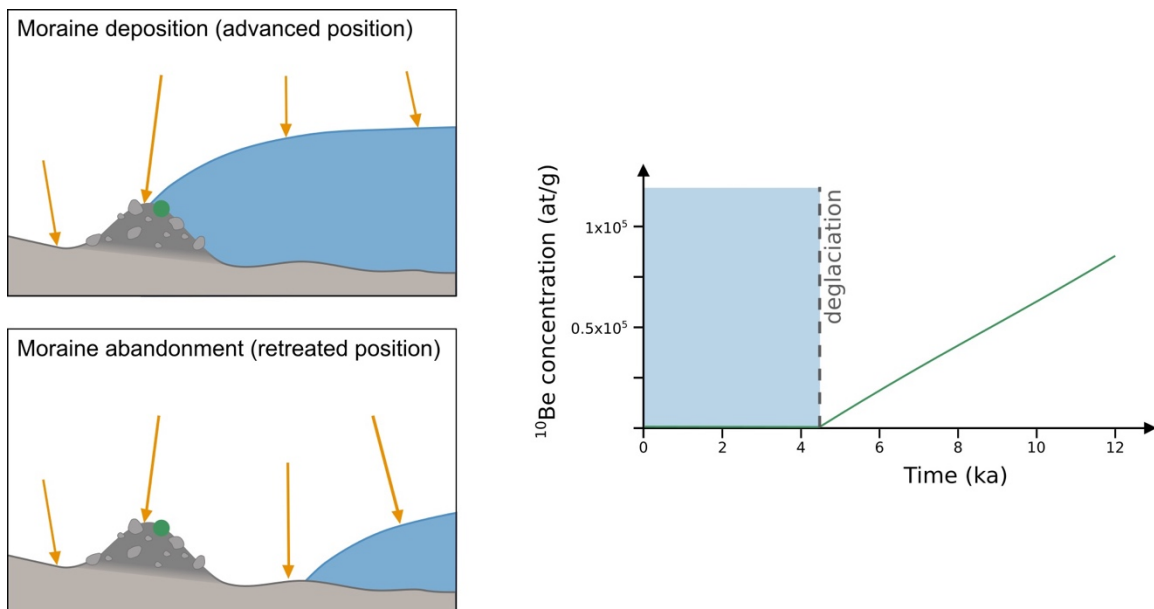 Moraine deposition (advanced position)
Moraine abandonment (retreated position)
¹⁰Be concentration (at/g)
1x10⁵
0.5x10⁵
deglaciation
0 2 4 6 8 10 12
Time (ka)